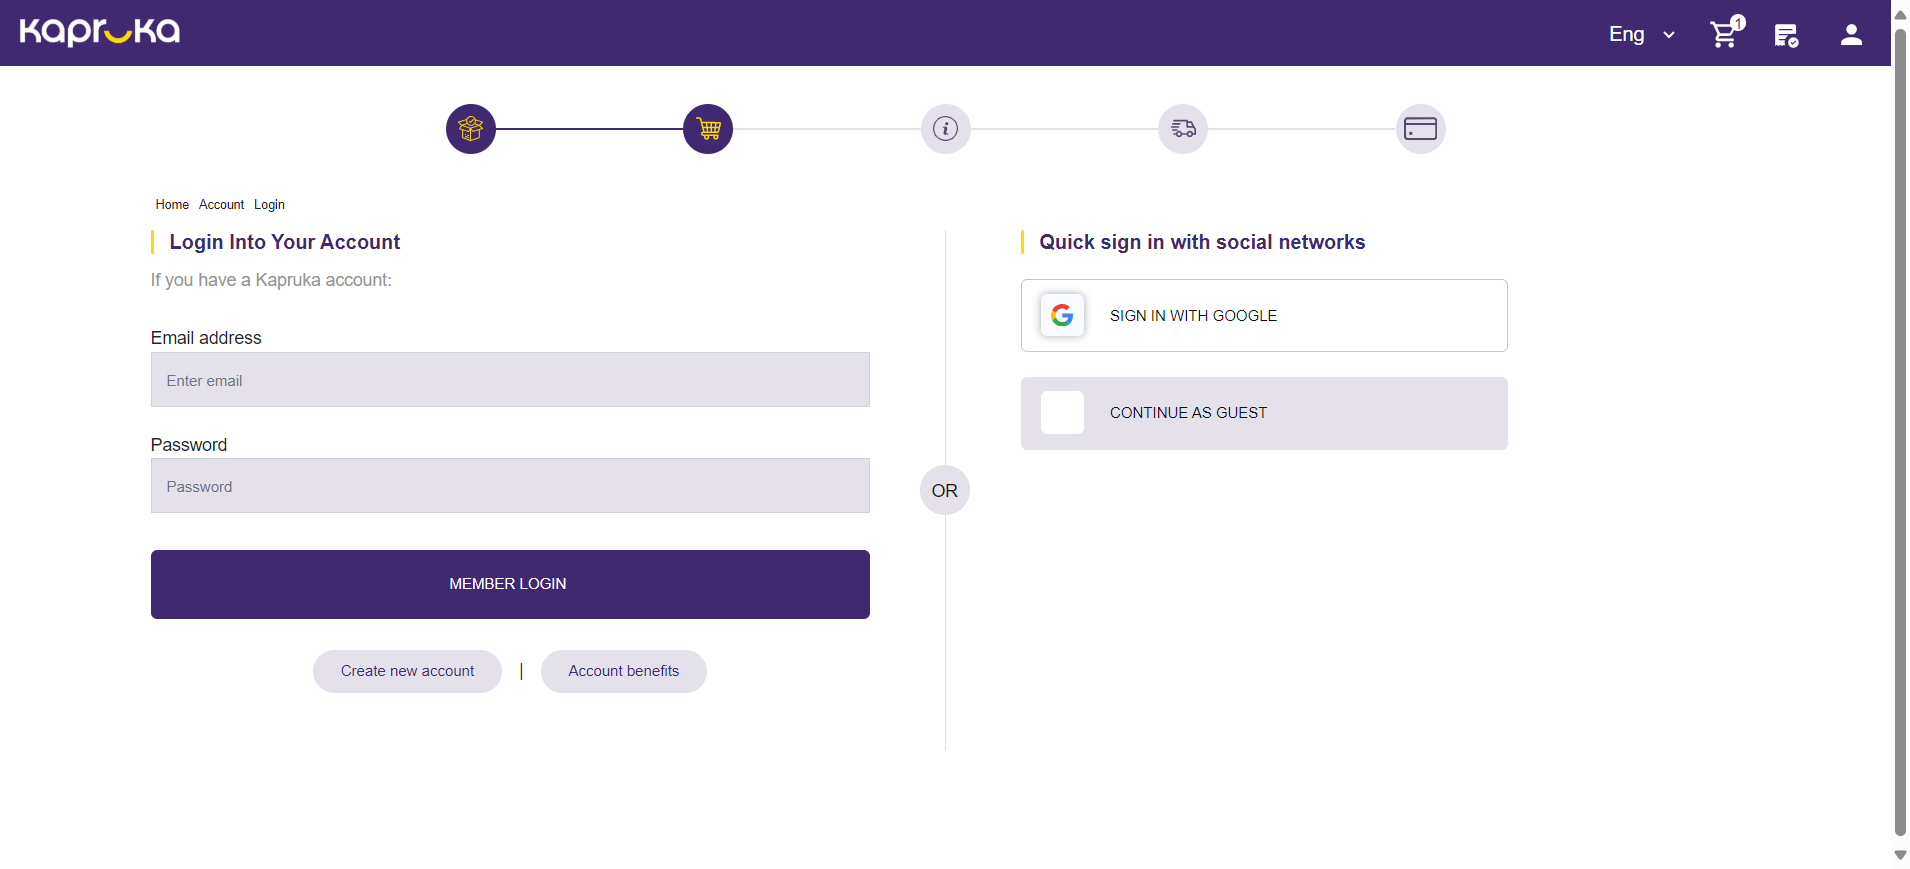 Kapruka
Eng
1
Home Account Login
Login Into Your Account
If you have a Kapruka account:
Email address
Enter email
Password
Password
MEMBER LOGIN
Create new account | Account benefits
OR
Quick sign in with social networks
SIGN IN WITH GOOGLE
CONTINUE AS GUEST